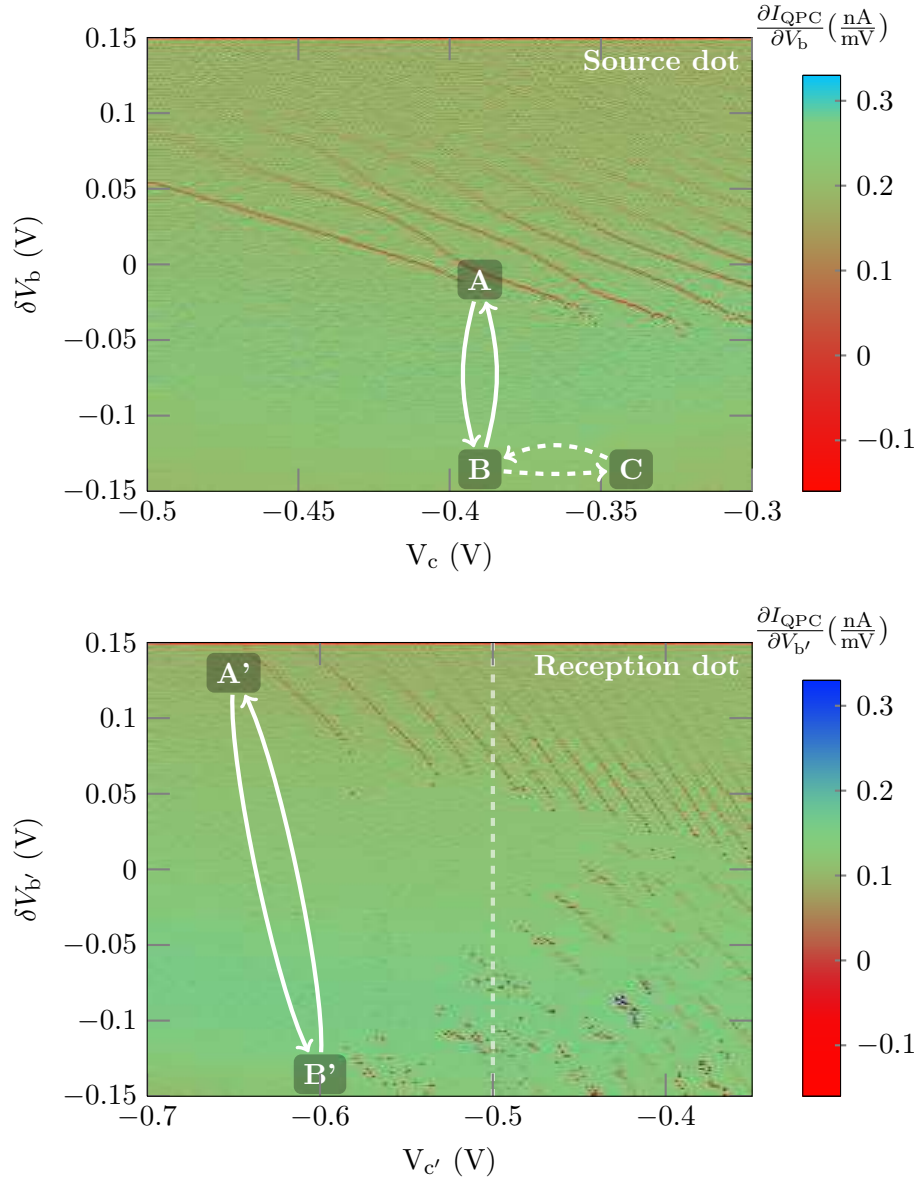 ∂I_QPC/∂V_b (nA/mV)
Source dot
0.15
0.1
0.05
0
−0.05
−0.1
−0.15
δV_b (V)
A
B
C
−0.5
−0.45
−0.4
−0.35
−0.3
V_c (V)
0.3
0.2
0.1
0
−0.1
∂I_QPC/∂V_b′ (nA/mV)
Reception dot
0.15
0.1
0.05
0
−0.05
−0.1
−0.15
δV_b′ (V)
A'
B'
−0.7
−0.6
−0.5
−0.4
V_c′ (V)
0.3
0.2
0.1
0
−0.1